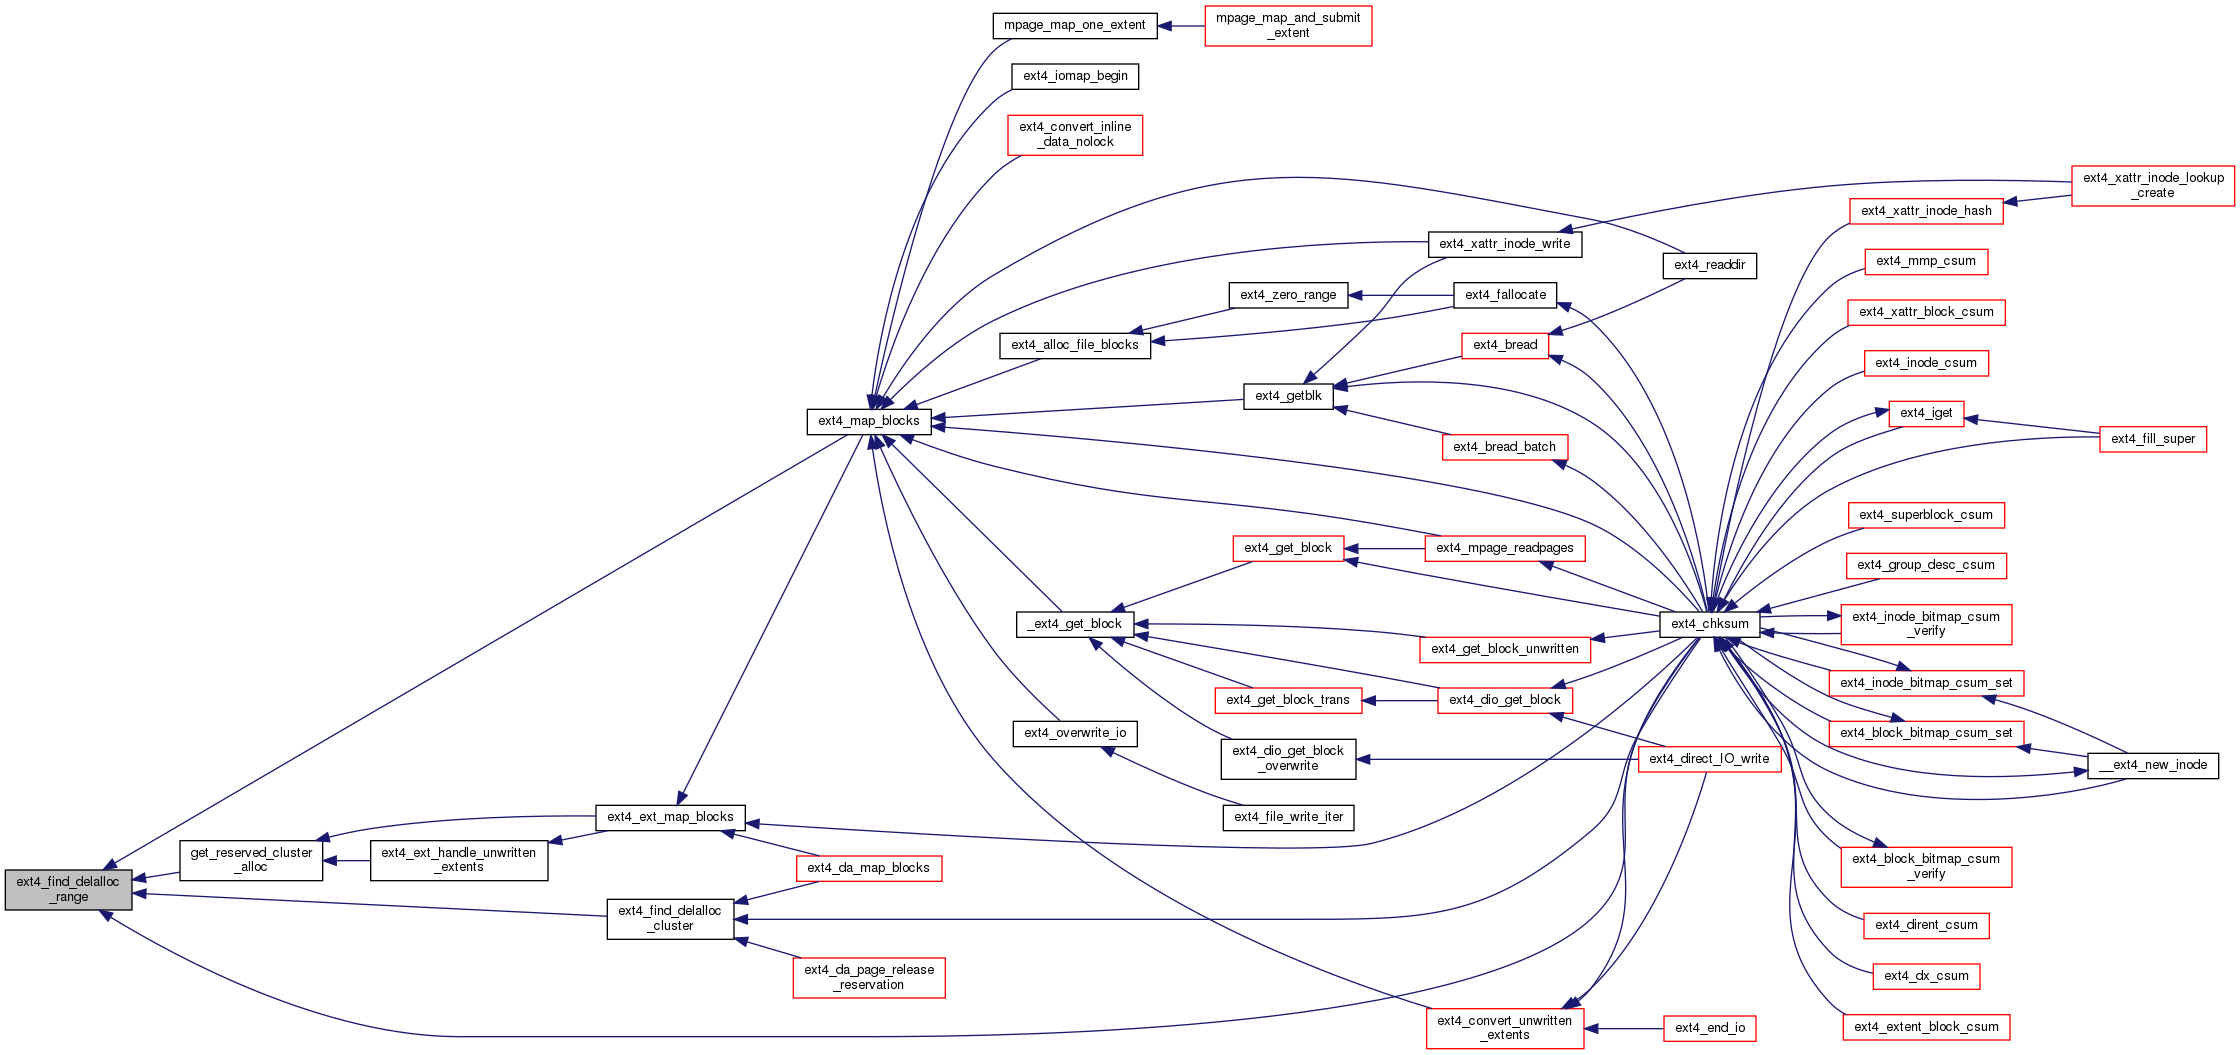 mpage_map_one_extent
mpage_map_and_submit
_extent
ext4_iomap_begin
ext4_convert_inline
_data_nolock
ext4_xattr_inode_lookup
_create
ext4_xattr_inode_hash
ext4_xattr_inode_write
ext4_readdir
ext4_mmp_csum
ext4_zero_range
ext4_fallocate
ext4_xattr_block_csum
ext4_alloc_file_blocks
ext4_bread
ext4_inode_csum
ext4_getblk
ext4_iget
ext4_map_blocks
ext4_bread_batch
ext4_fill_super
ext4_superblock_csum
ext4_get_block
ext4_mpage_readpages
ext4_group_desc_csum
_ext4_get_block
ext4_chksum
ext4_inode_bitmap_csum
_verify
ext4_get_block_unwritten
ext4_inode_bitmap_csum_set
ext4_get_block_trans
ext4_dio_get_block
ext4_overwrite_io
ext4_block_bitmap_csum_set
ext4_dio_get_block
_overwrite
ext4_direct_IO_write
__ext4_new_inode
ext4_ext_map_blocks
ext4_file_write_iter
get_reserved_cluster
_alloc
ext4_ext_handle_unwritten
_extents
ext4_da_map_blocks
ext4_block_bitmap_csum
_verify
ext4_find_delalloc
_range
ext4_find_delalloc
_cluster
ext4_dirent_csum
ext4_da_page_release
_reservation
ext4_dx_csum
ext4_convert_unwritten
_extents
ext4_end_io
ext4_extent_block_csum